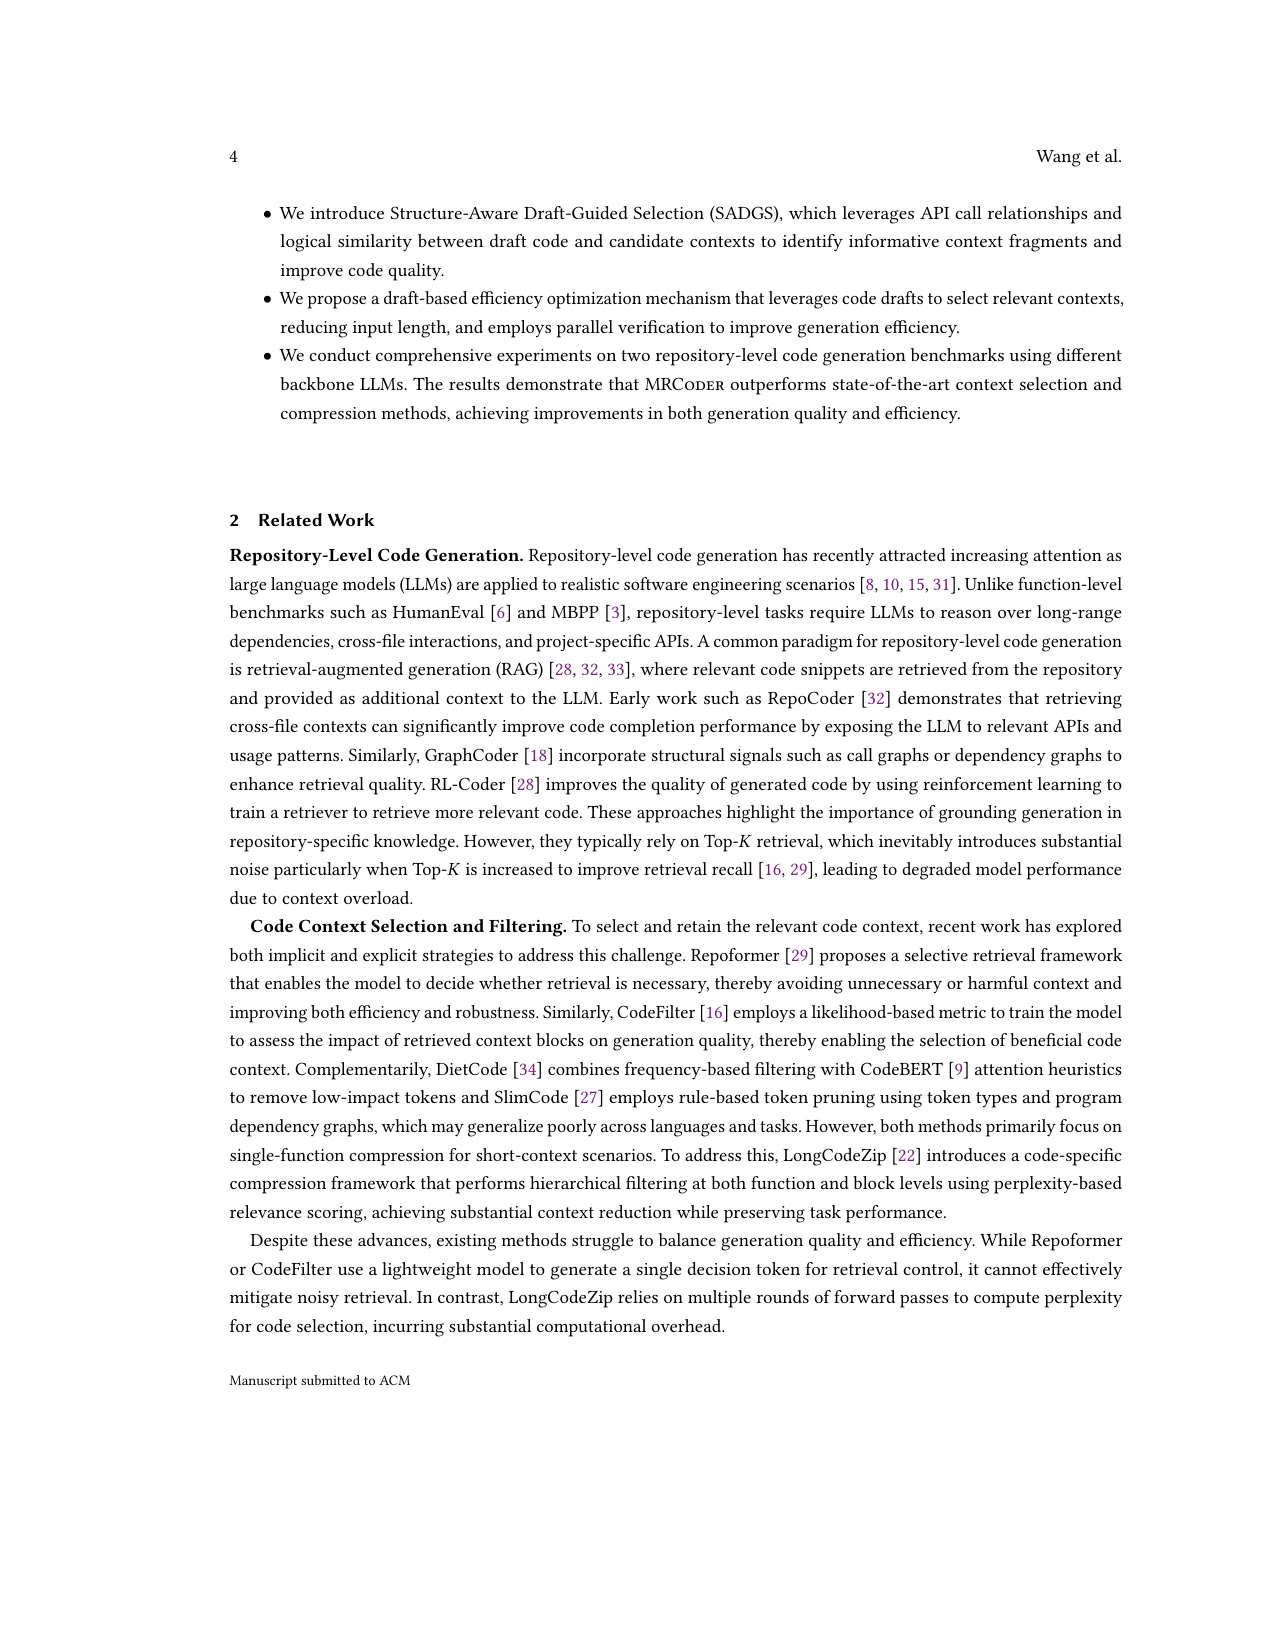 4
Wang et al.
• We introduce Structure-Aware Draft-Guided Selection (SADGS), which leverages API call relationships and
logical similarity between draft code and candidate contexts to identify informative context fragments and
improve code quality.
• We propose a draft-based efficiency optimization mechanism that leverages code drafts to select relevant contexts,
reducing input length, and employs parallel verification to improve generation efficiency.
• We conduct comprehensive experiments on two repository-level code generation benchmarks using different
backbone LLMs. The results demonstrate that MRCoder outperforms state-of-the-art context selection and
compression methods, achieving improvements in both generation quality and efficiency.
2 Related Work
Repository-Level Code Generation. Repository-level code generation has recently attracted increasing attention as
large language models (LLMs) are applied to realistic software engineering scenarios [8, 10, 15, 31]. Unlike function-level
benchmarks such as HumanEval [6] and MBPP [3], repository-level tasks require LLMs to reason over long-range
dependencies, cross-file interactions, and project-specific APIs. A common paradigm for repository-level code generation
is retrieval-augmented generation (RAG) [28, 32, 33], where relevant code snippets are retrieved from the repository
and provided as additional context to the LLM. Early work such as RepoCoder [32] demonstrates that retrieving
cross-file contexts can significantly improve code completion performance by exposing the LLM to relevant APIs and
usage patterns. Similarly, GraphCoder [18] incorporate structural signals such as call graphs or dependency graphs to
enhance retrieval quality. RL-Coder [28] improves the quality of generated code by using reinforcement learning to
train a retriever to retrieve more relevant code. These approaches highlight the importance of grounding generation in
repository-specific knowledge. However, they typically rely on Top-K retrieval, which inevitably introduces substantial
noise particularly when Top-K is increased to improve retrieval recall [16, 29], leading to degraded model performance
due to context overload.
Code Context Selection and Filtering. To select and retain the relevant code context, recent work has explored
both implicit and explicit strategies to address this challenge. Repoformer [29] proposes a selective retrieval framework
that enables the model to decide whether retrieval is necessary, thereby avoiding unnecessary or harmful context and
improving both efficiency and robustness. Similarly, CodeFilter [16] employs a likelihood-based metric to train the model
to assess the impact of retrieved context blocks on generation quality, thereby enabling the selection of beneficial code
context. Complementarily, DietCode [34] combines frequency-based filtering with CodeBERT [9] attention heuristics
to remove low-impact tokens and SlimCode [27] employs rule-based token pruning using token types and program
dependency graphs, which may generalize poorly across languages and tasks. However, both methods primarily focus on
single-function compression for short-context scenarios. To address this, LongCodeZip [22] introduces a code-specific
compression framework that performs hierarchical filtering at both function and block levels using perplexity-based
relevance scoring, achieving substantial context reduction while preserving task performance.
Despite these advances, existing methods struggle to balance generation quality and efficiency. While Repoformer
or CodeFilter use a lightweight model to generate a single decision token for retrieval control, it cannot effectively
mitigate noisy retrieval. In contrast, LongCodeZip relies on multiple rounds of forward passes to compute perplexity
for code selection, incurring substantial computational overhead.
Manuscript submitted to ACM